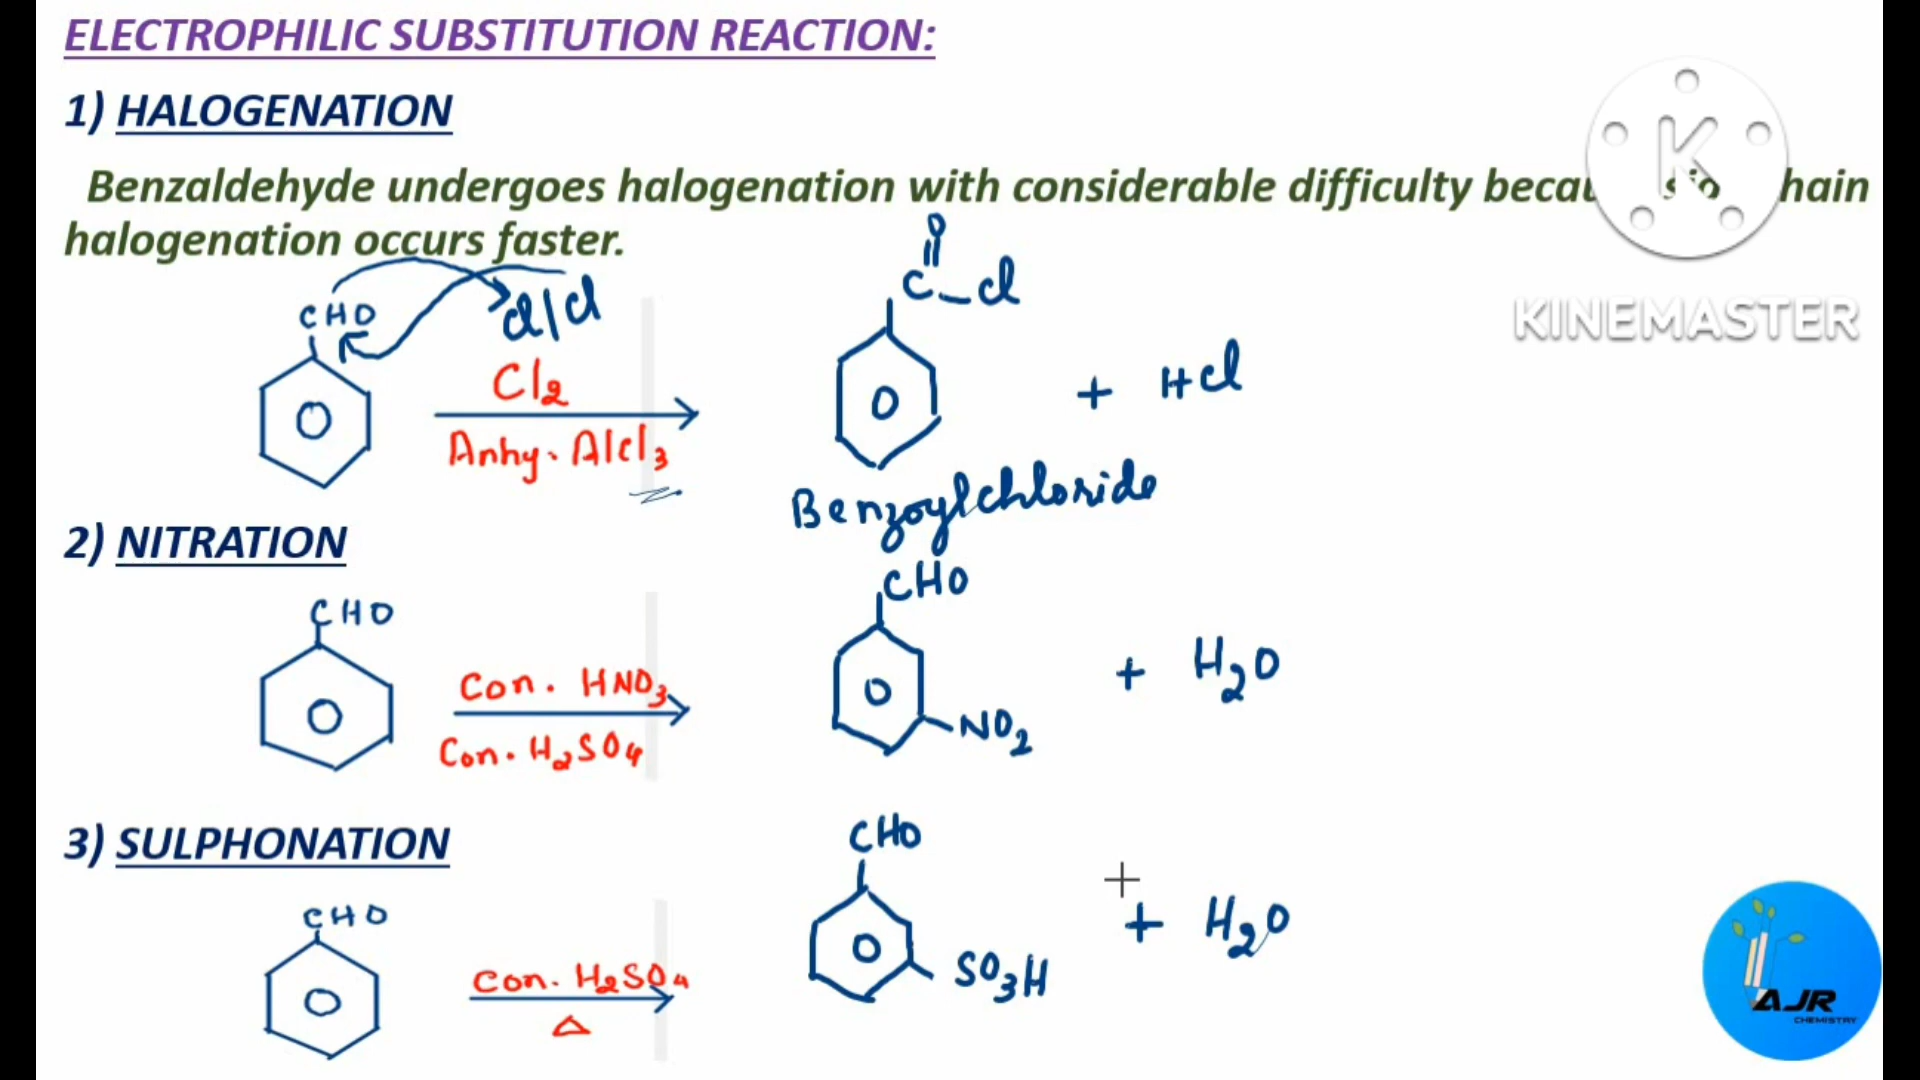 ELECTROPHILIC SUBSTITUTION REACTION:
1) HALOGENATION
Benzaldehyde undergoes halogenation with considerable difficulty
halogenation occurs faster.
O
C-Cl
CHO
Cl/Cl
Cl2
Anhy. AlCl3
O
O
+ HCl
Benzoylchloride
2) NITRATION
CHO
O
Con. HNO3
Con. H2SO4
CHO
O
NO2
+ H2O
3) SULPHONATION
CHO
O
Con. H2SO4
Δ
CHO
O
SO3H
+ H2O
K
KINEMASTER
AJR
CHEMISTRY